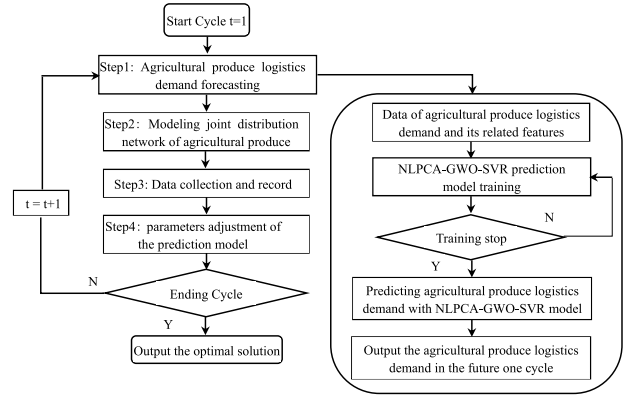 Start Cycle t=1
Step1: Agricultural produce logistics
demand forecasting
Step2: Modeling joint distribution
network of agricultural produce
Step3: Data collection and record
Step4: parameters adjustment of
the prediction model
t = t+1
N
Ending Cycle
Y
Output the optimal solution
Data of agricultural produce logistics
demand and its related features
NLPCA-GWO-SVR prediction
model training
N
Training stop
Y
Predicting agricultural produce logistics
demand with NLPCA-GWO-SVR model
Output the agricultural produce logistics
demand in the future one cycle